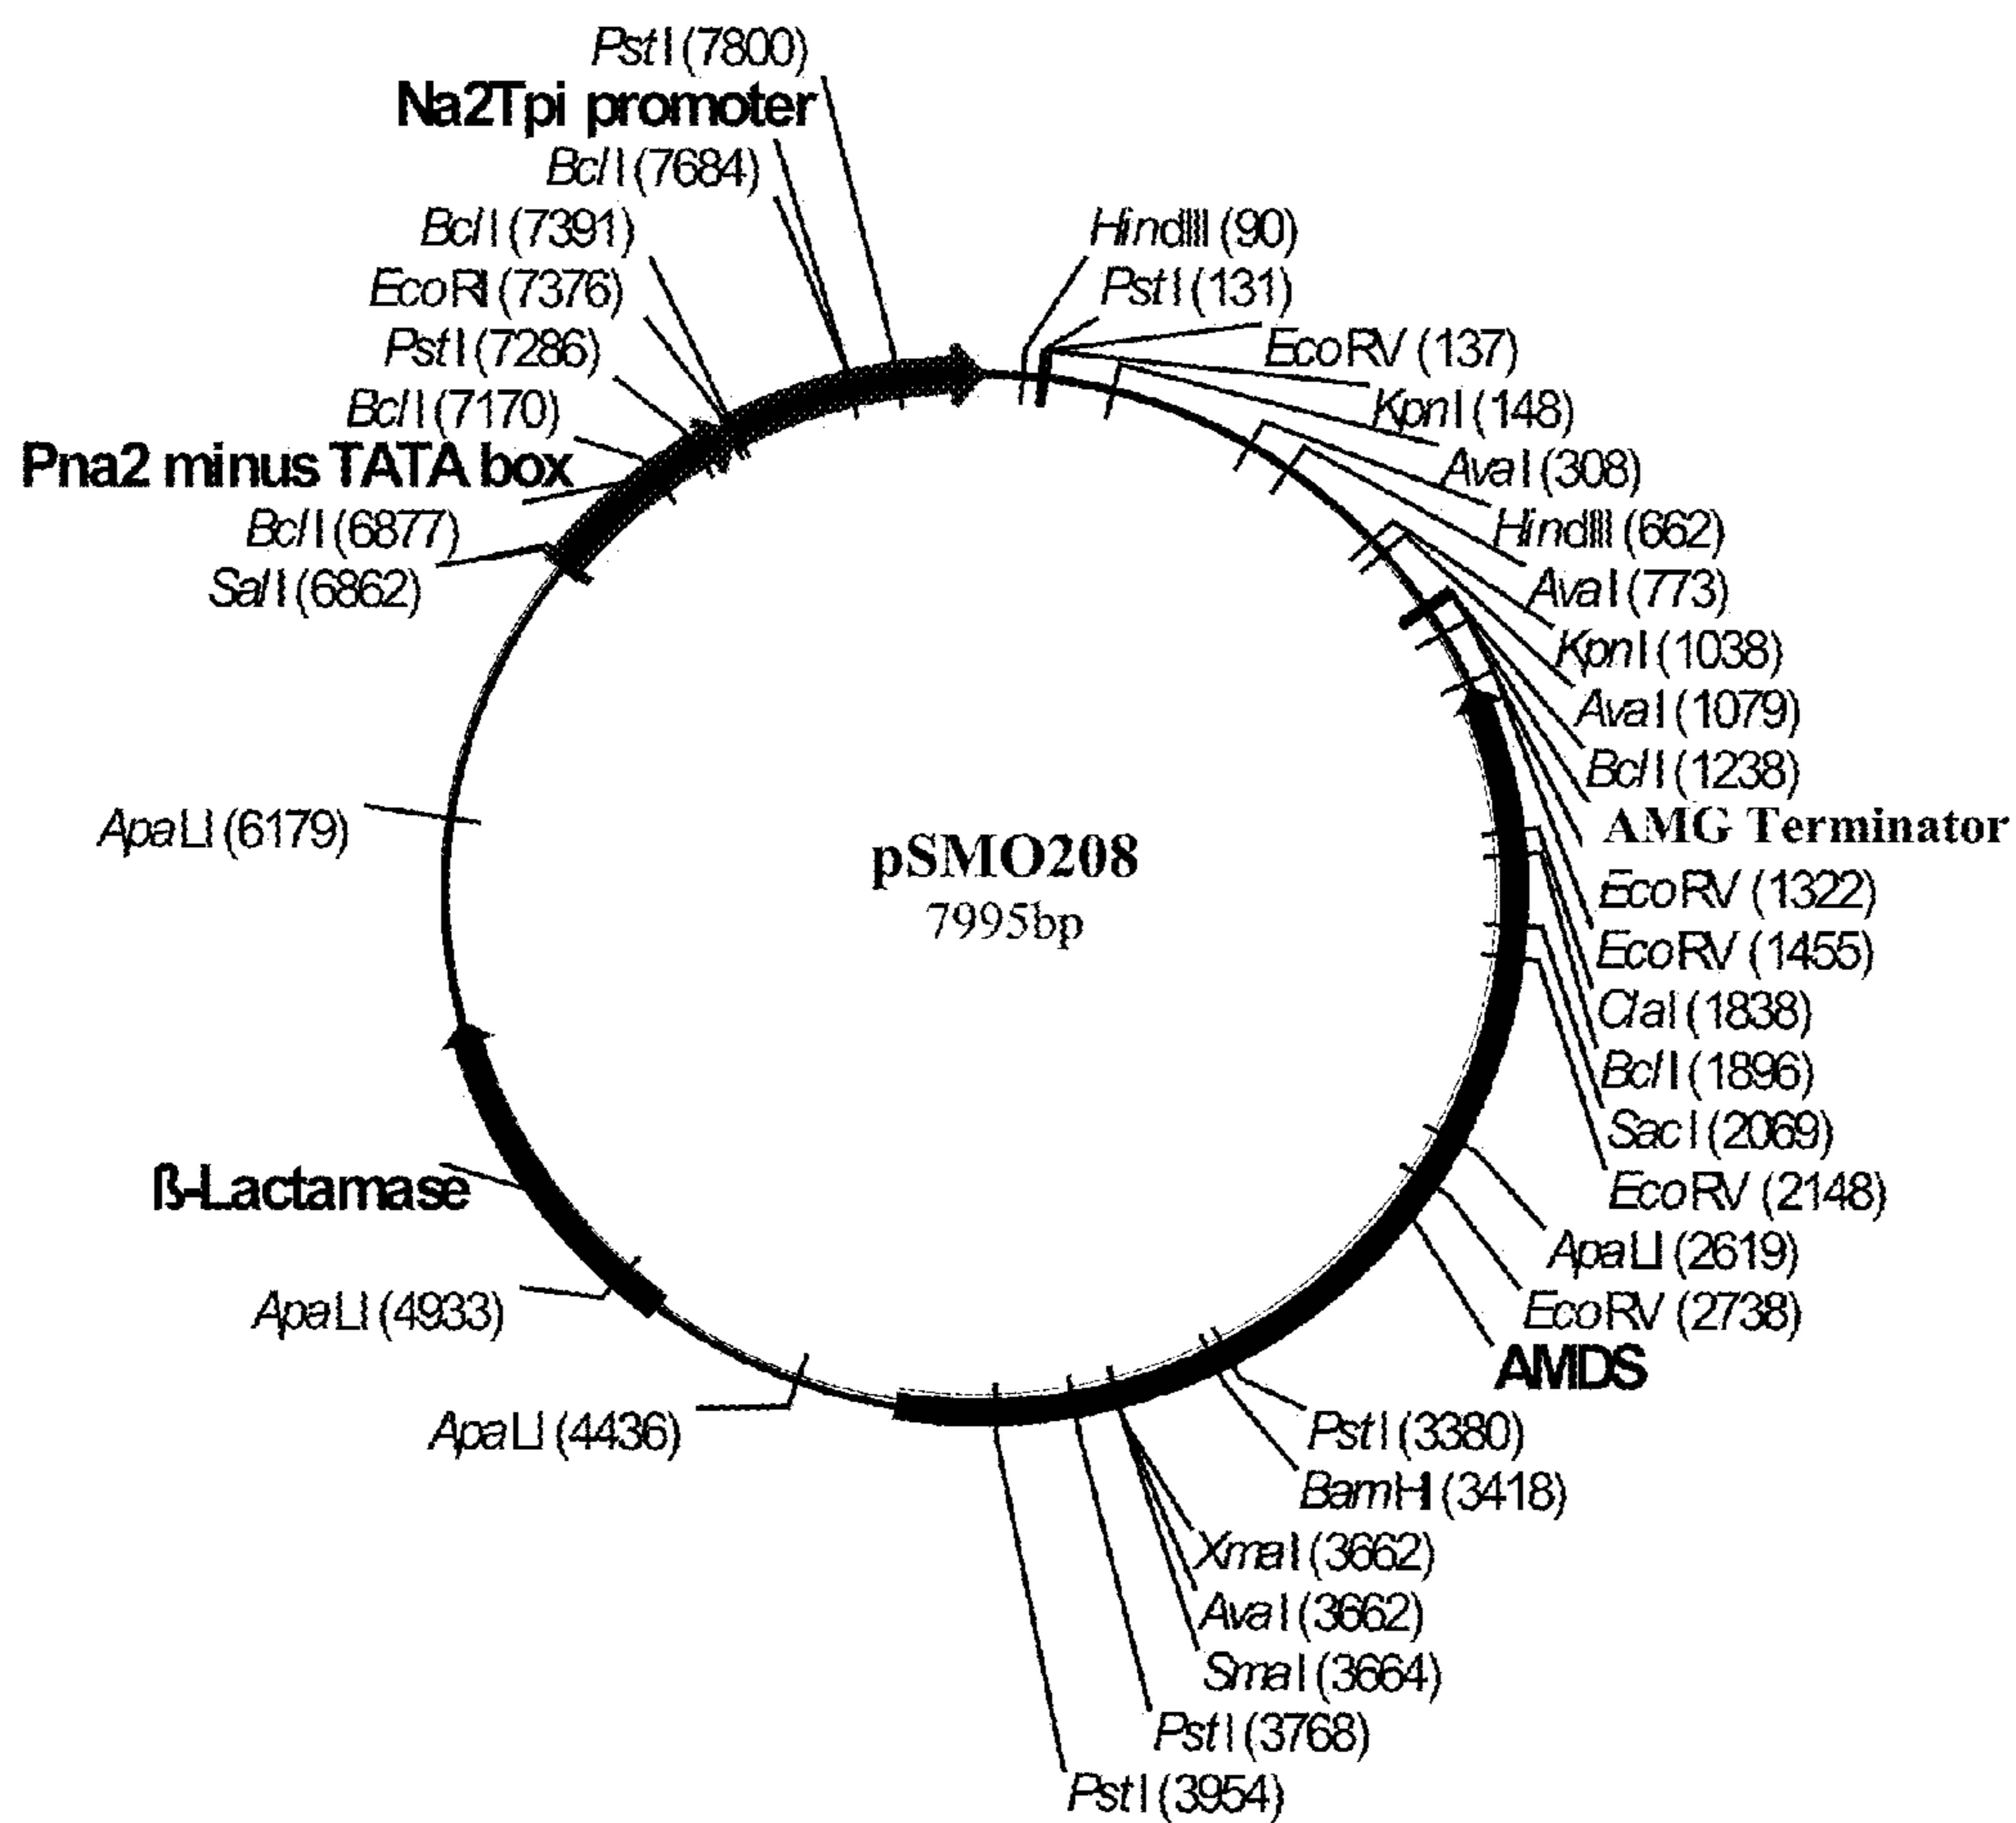 PstI (7800)
Na2Tpi promoter
BclI (7684)
BclI (7391)
EcoRI (7376)
PstI (7286)
BclI (7170)
Pna2 minus TATA box
BclI (6877)
SalI (6862)
HindIII (90)
PstI (131)
EcoRV (137)
KpnI (148)
AvaI (308)
HindIII (662)
AvaI (773)
KpnI (1038)
AvaI (1079)
BclI (1238)
AMG Terminator
EcoRV (1322)
EcoRV (1455)
ClaI (1838)
BclI (1896)
SacI (2069)
EcoRV (2148)
ApaLI (2619)
EcoRV (2738)
AMDS
PstI (3380)
BamHI (3418)
XmaI (3662)
AvaI (3662)
SmaI (3664)
PstI (3768)
PstI (3954)
ApaLI (4436)
ApaLI (4933)
ß-Lactamase
ApaLI (6179)
pSMO208
7995bp